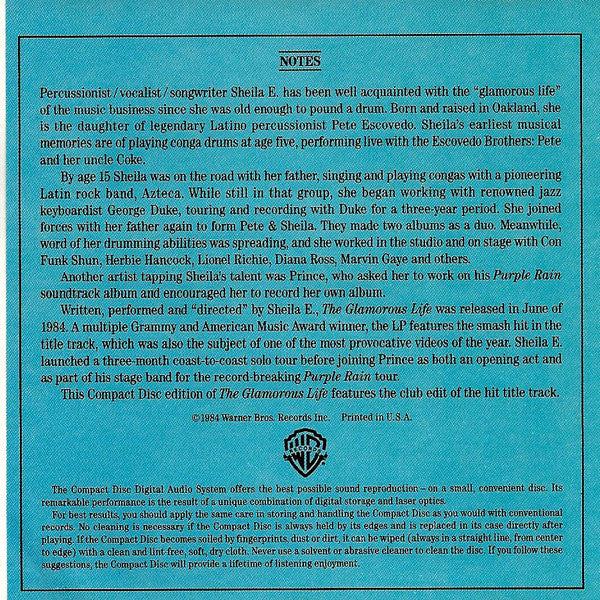 NOTES
Percussionist/vocalist/songwriter Sheila E. has been well acquainted with the "glamorous life"
of the music business since she was old enough to pound a drum. Born and raised in Oakland, she
is the daughter of legendary Latino percussionist Pete Escovedo. Sheila's earliest musical
memories are of playing conga drums at age five, performing live with the Escovedo Brothers: Pete
and her uncle Coke.
By age 15 Sheila was on the road with her father, singing and playing congas with a pioneering
Latin rock band, Azteca. While still in that group, she began working with renowned jazz
keyboardist George Duke, touring and recording with Duke for a three-year period. She joined
forces with her father again to form Pete & Sheila. They made two albums as a duo. Meanwhile,
word of her drumming abilities was spreading, and she worked in the studio and on stage with Con
Funk Shun, Herbie Hancock, Lionel Richie, Diana Ross, Marvin Gaye and others.
Another artist tapping Sheila's talent was Prince, who asked her to work on his Purple Rain
soundtrack album and encouraged her to record her own album.
Written, performed and "directed" by Sheila E., The Glamorous Life was released in June of
1984. A multiple Grammy and American Music Award winner, the LP features the smash hit in the
title track, which was also the subject of one of the most provocative videos of the year. Sheila E.
launched a three-month coast-to-coast solo tour before joining Prince as both an opening act and
as part of his stage band for the record-breaking Purple Rain tour.
This Compact Disc edition of The Glamorous Life features the club edit of the hit title track.
©1984 Warner Bros. Records Inc. Printed in U.S.A.
RECORDS
The Compact Disc Digital Audio System offers the best possible sound reproduction—on a small, convenient disc. Its
remarkable performance is the result of a unique combination of digital storage and laser optics.
For best results, you should apply the same care in storing and handling the Compact Disc as you would with conventional
records. No cleaning is necessary if the Compact Disc is always held by its edges and is replaced in its case directly after
playing. If the Compact Disc becomes soiled by fingerprints, dust or dirt, it can be wiped (always in a straight line, from center
to edge) with a clean and lint-free, soft, dry cloth. Never use a solvent or abrasive cleaner to clean the disc. If you follow these
suggestions, the Compact Disc will provide a lifetime of listening enjoyment.